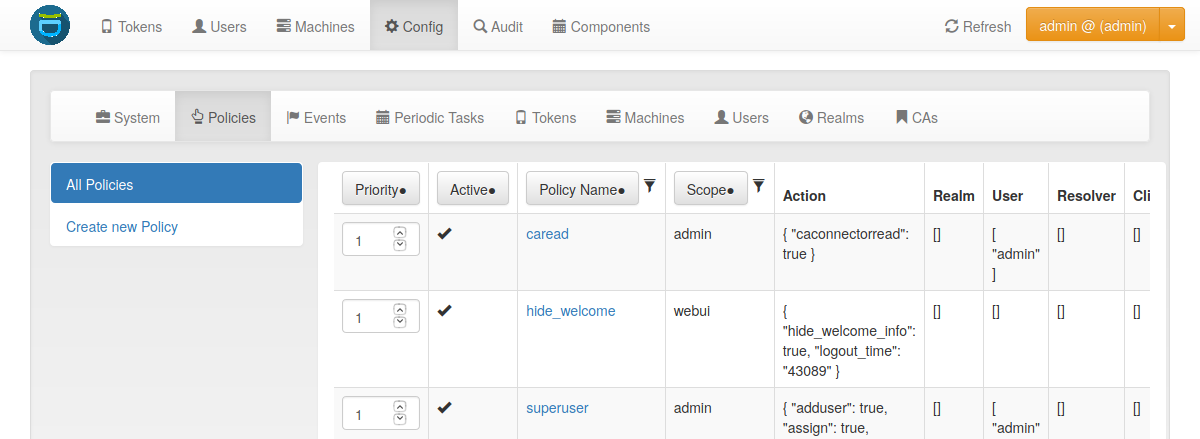 Tokens Users Machines Config Audit Components Refresh admin @ (admin)
System Policies Events Periodic Tasks Tokens Machines Users Realms CAs
All Policies
Create new Policy
Priority● Active● Policy Name● Scope● Action Realm User Resolver Cli
1 caread admin { "caconnectorread": [] [ [] []
true } "admin"
]
1 hide_welcome webui { [] [] [] []
"hide_welcome_info":
true, "logout_time":
"43089" }
1 superuser admin { "adduser": true, [] [ [] []
"assign": true, "admin"